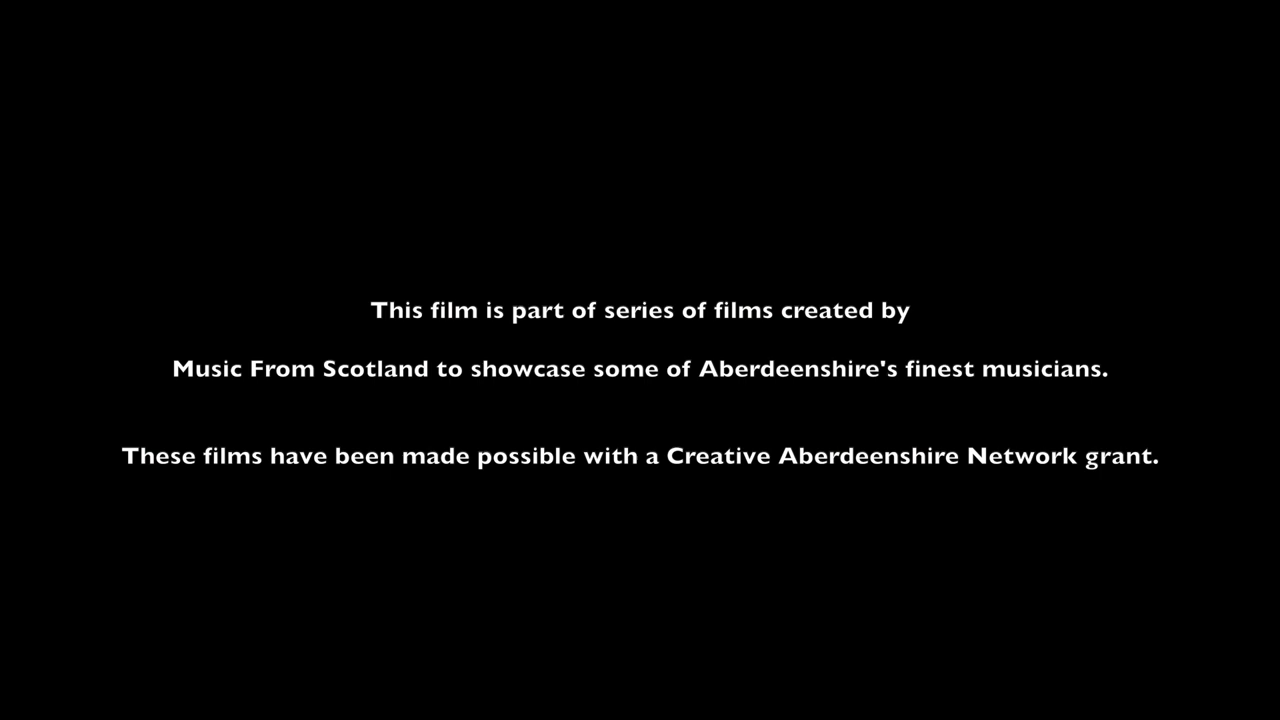 This film is part of series of films created by
Music From Scotland to showcase some of Aberdeenshire's finest musicians.
These films have been made possible with a Creative Aberdeenshire Network grant.